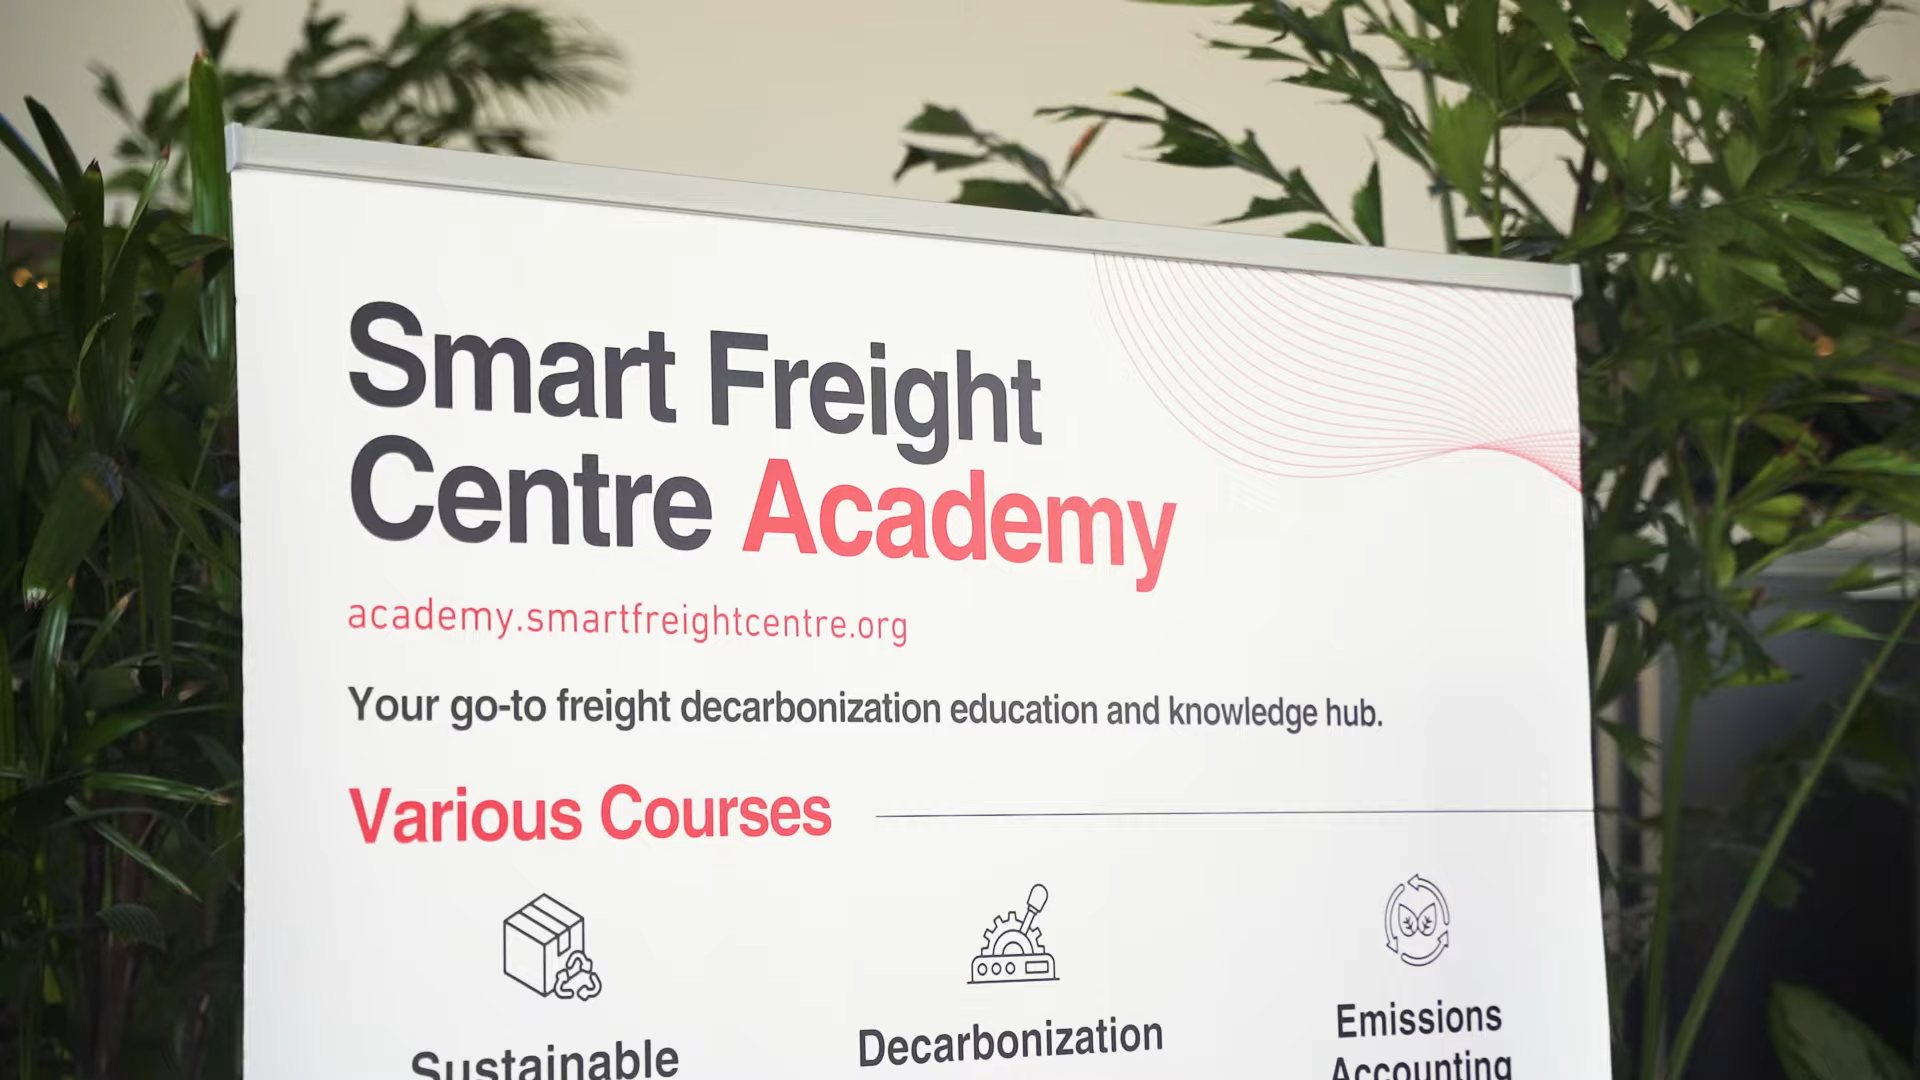 Smart Freight
Centre Academy
academy.smartfreightcentre.org
Your go-to freight decarbonization education and knowledge hub.
Various Courses
Sustainable
Decarbonization
Emissions
Accounting